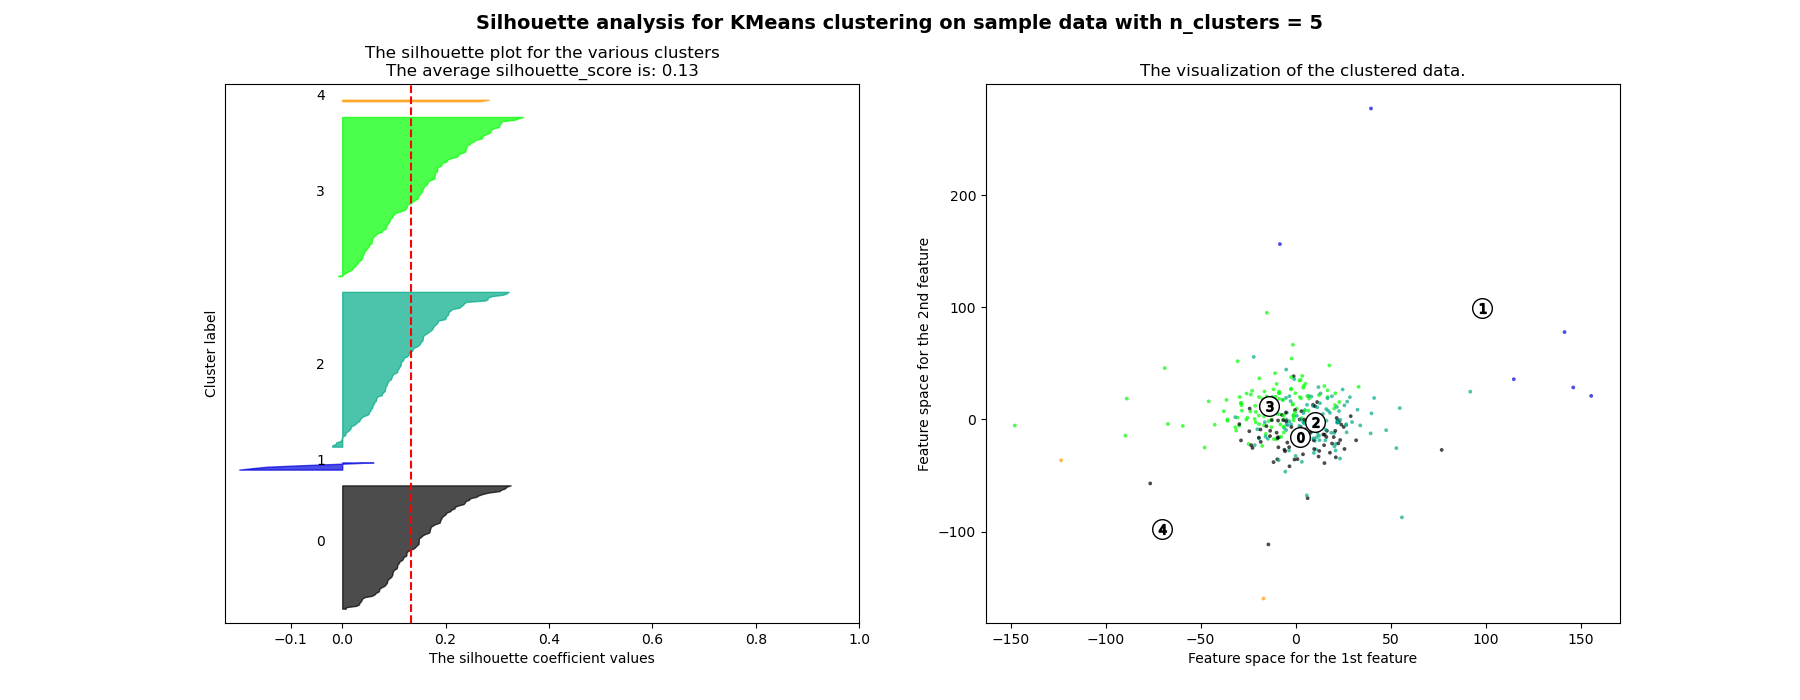 Silhouette analysis for KMeans clustering on sample data with n_clusters = 5
The silhouette plot for the various clusters
The average silhouette_score is: 0.13
4
3
2
1
0
Cluster label
−0.1 0.0 0.2 0.4 0.6 0.8 1.0
The silhouette coefficient values
The visualization of the clustered data.
200
100
0
−100
Feature space for the 2nd feature
1
3
2
0
4
−150 −100 −50 0 50 100 150
Feature space for the 1st feature